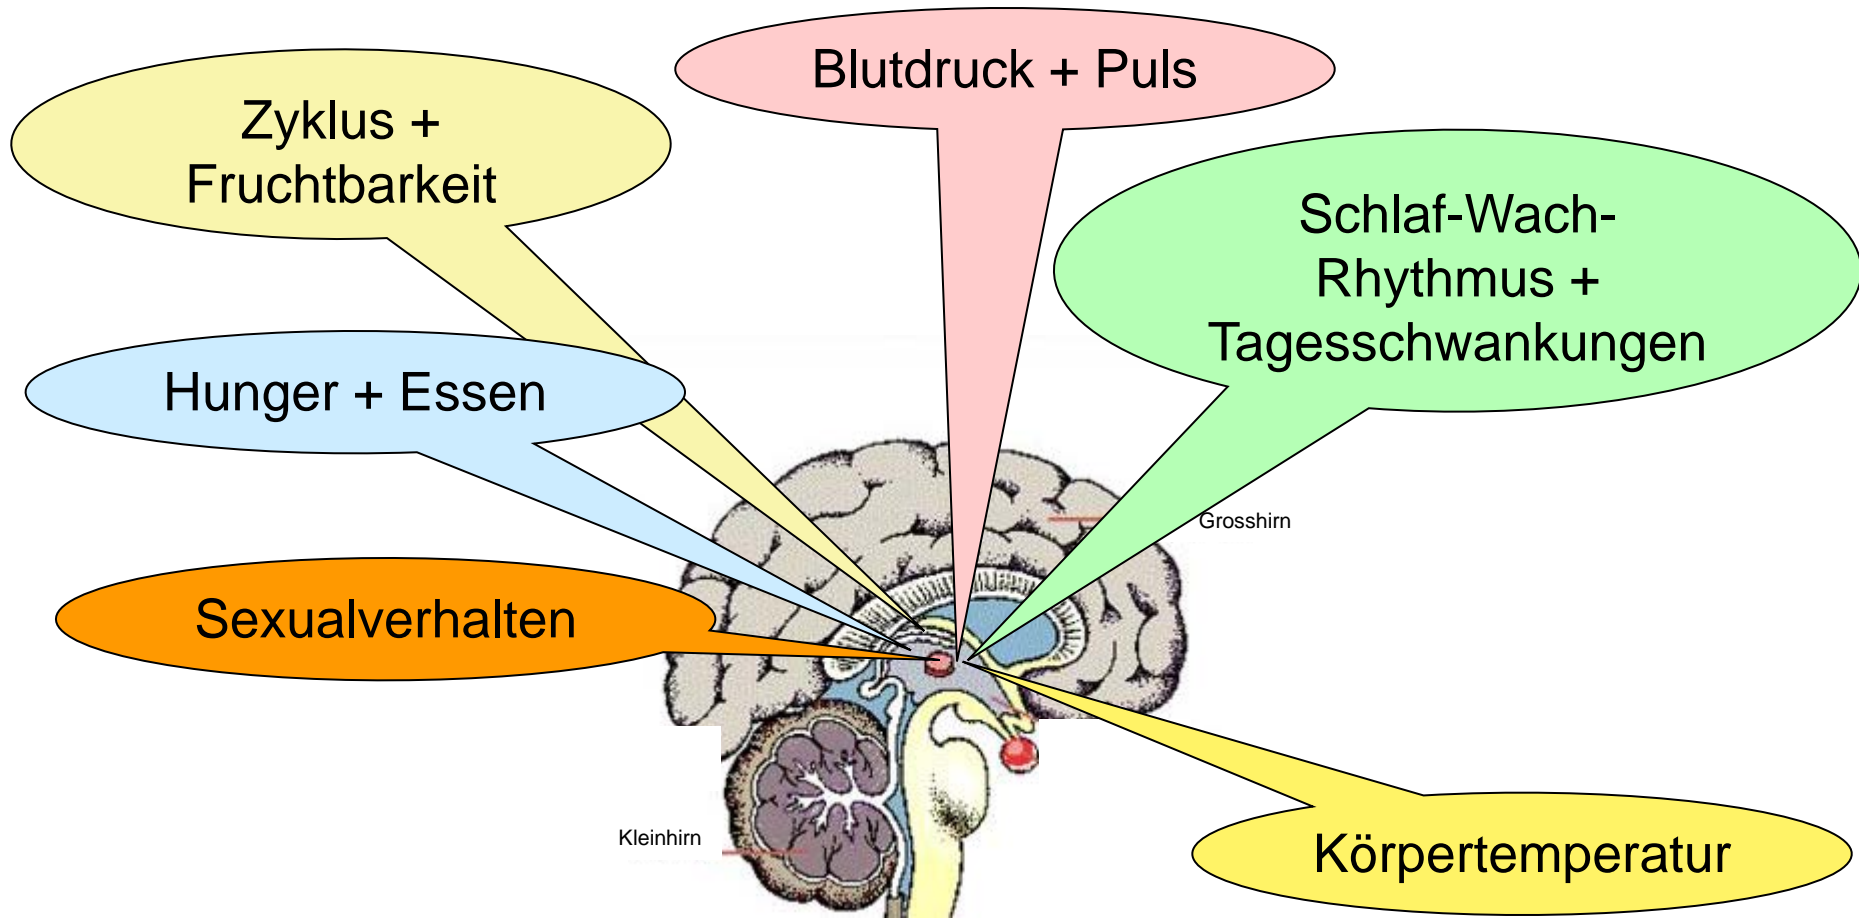 Blutdruck + Puls
Zyklus +
Fruchtbarkeit
Schlaf-Wach-
Rhythmus +
Tagesschwankungen
Hunger + Essen
Grosshirn
Sexualverhalten
Kleinhirn
Körpertemperatur